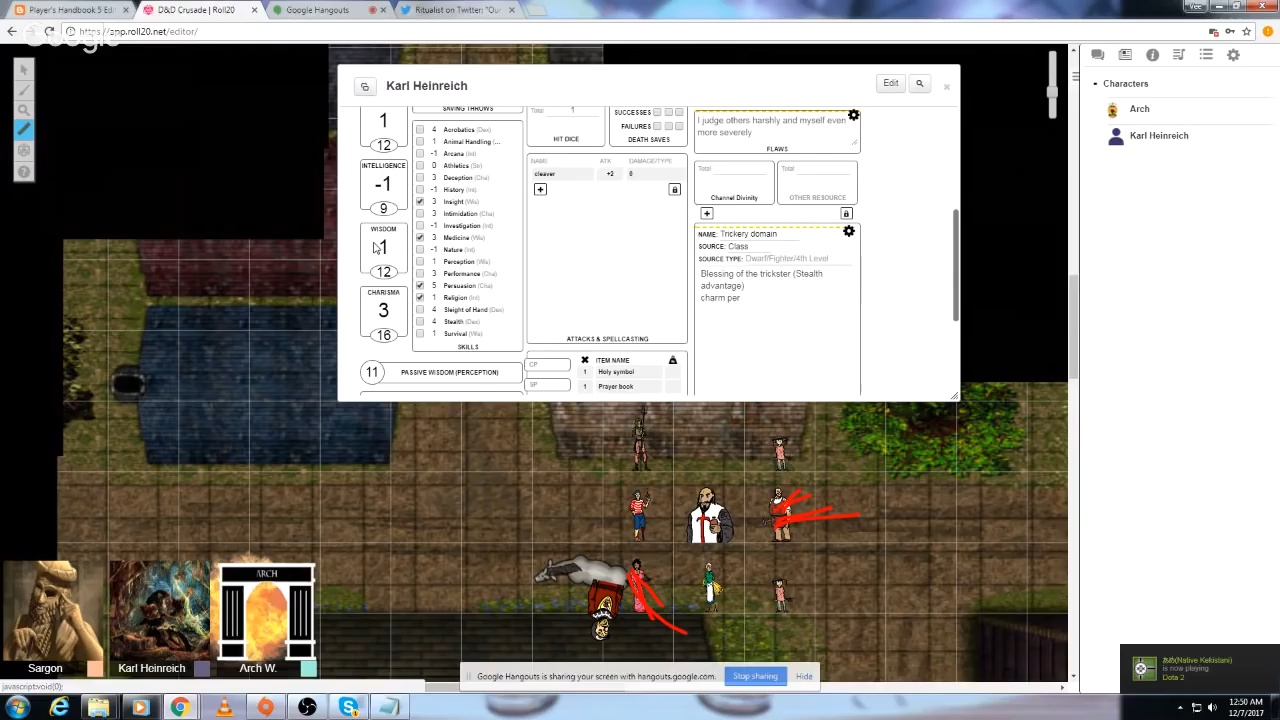 Player's Handbook 5 Edi
D&D Crusade | Roll20
Google Hangouts
Ritualist on Twitter: "Our
Vee
https://app.roll20.net/editor/
Google
Karl Heinreich
Edit
SAVING THROWS
1
12
INTELLIGENCE
-1
9
WISDOM
1
12
CHARISMA
3
16
4 Acrobatics (Dex)
1 Animal Handling (...
-1 Arcana (Int)
0 Athletics (Str)
3 Deception (Cha)
-1 History (Int)
3 Insight (Wis)
3 Intimidation (Cha)
-1 Investigation (Int)
3 Medicine (Wis)
-1 Nature (Int)
1 Perception (Wis)
3 Performance (Cha)
5 Persuasion (Cha)
1 Religion (Int)
4 Sleight of Hand (Dex)
4 Stealth (Dex)
1 Survival (Wis)
SKILLS
11 PASSIVE WISDOM (PERCEPTION)
Total 1
HIT DICE
SUCCESSES
FAILURES
DEATH SAVES
NAME ATK DAMAGE/TYPE
cleaver +2 0
ATTACKS & SPELLCASTING
CP
SP
ITEM NAME
1 Holy symbol
1 Prayer book
I judge others harshly and myself even
more severely
FLAWS
Total
Channel Divinity
Total
OTHER RESOURCE
NAME: Trickery domain
SOURCE: Class
SOURCE TYPE: Dwarf/Fighter/4th Level
Blessing of the trickster (Stealth
advantage)
charm per
Characters
Arch
Karl Heinreich
ARCH
Sargon
Karl Heinreich
Arch W.
javascript:void(0);
Google Hangouts is sharing your screen with hangouts.google.com.
Stop sharing
Hide
(Native Kekistani)
is now playing
Dota 2
12:50 AM
12/7/2017